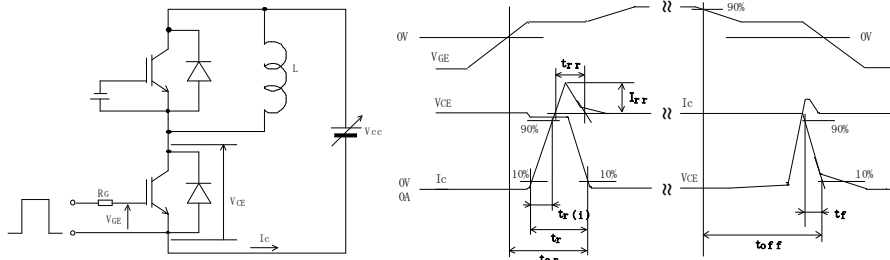 L
Vcc
RG
VGE
VCE
Ic
0V
VGE
VCE
Ic
0V
0A
trr
Irr
90%
10%
10%
tr(i)
tr
90%
0V
Ic
VCE
90%
10%
tf
toff